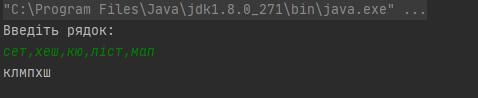 "C:\Program Files\Java\jdk1.8.0_271\bin\java.exe" ...
Введіть рядок:
сет,хеш,кю,ліст,мап
клмпхш